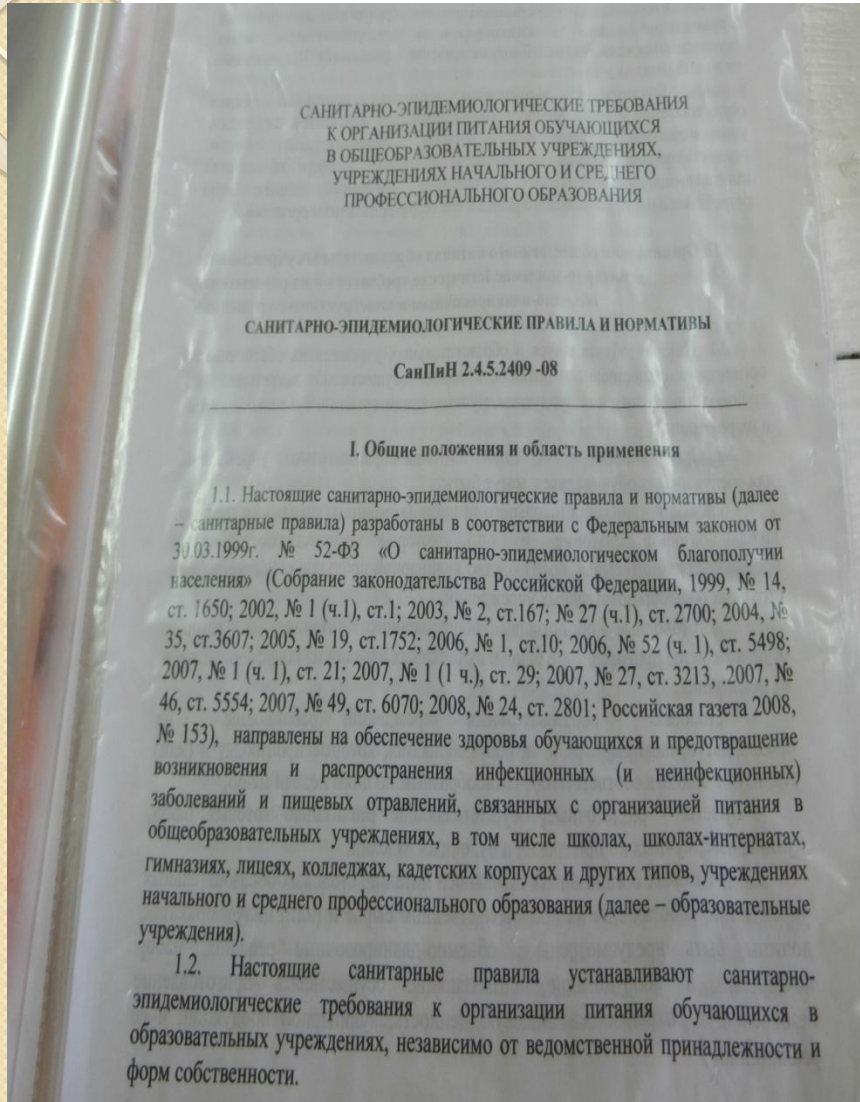 САНИТАРНО-ЭПИДЕМИОЛОГИЧЕСКИЕ ТРЕБОВАНИЯ
К ОРГАНИЗАЦИИ ПИТАНИЯ ОБУЧАЮЩИХСЯ
В ОБЩЕОБРАЗОВАТЕЛЬНЫХ УЧРЕЖДЕНИЯХ,
УЧРЕЖДЕНИЯХ НАЧАЛЬНОГО И СРЕДНЕГО
ПРОФЕССИОНАЛЬНОГО ОБРАЗОВАНИЯ
САНИТАРНО-ЭПИДЕМИОЛОГИЧЕСКИЕ ПРАВИЛА И НОРМАТИВЫ
СанПиН 2.4.5.2409 -08
I. Общие положения и область применения
1.1. Настоящие санитарно-эпидемиологические правила и нормативы (далее
– санитарные правила) разработаны в соответствии с Федеральным законом от
30.03.1999г. № 52-ФЗ «О санитарно-эпидемиологическом благополучии
населения» (Собрание законодательства Российской Федерации, 1999, № 14,
ст. 1650; 2002, № 1 (ч.1), ст.1; 2003, № 2, ст.167; № 27 (ч.1), ст. 2700; 2004, №
35, ст.3607; 2005, № 19, ст.1752; 2006, № 1, ст.10; 2006, № 52 (ч. 1), ст. 5498;
2007, № 1 (ч. 1), ст. 21; 2007, № 1 (1 ч.), ст. 29; 2007, № 27, ст. 3213, .2007, №
46, ст. 5554; 2007, № 49, ст. 6070; 2008, № 24, ст. 2801; Российская газета 2008,
№ 153), направлены на обеспечение здоровья обучающихся и предотвращение
возникновения и распространения инфекционных (и неинфекционных)
заболеваний и пищевых отравлений, связанных с организацией питания в
общеобразовательных учреждениях, в том числе школах, школах-интернатах,
гимназиях, лицеях, колледжах, кадетских корпусах и других типов, учреждениях
начального и среднего профессионального образования (далее – образовательные
учреждения).
1.2. Настоящие санитарные правила устанавливают санитарно-
эпидемиологические требования к организации питания обучающихся в
образовательных учреждениях, независимо от ведомственной принадлежности и
форм собственности.